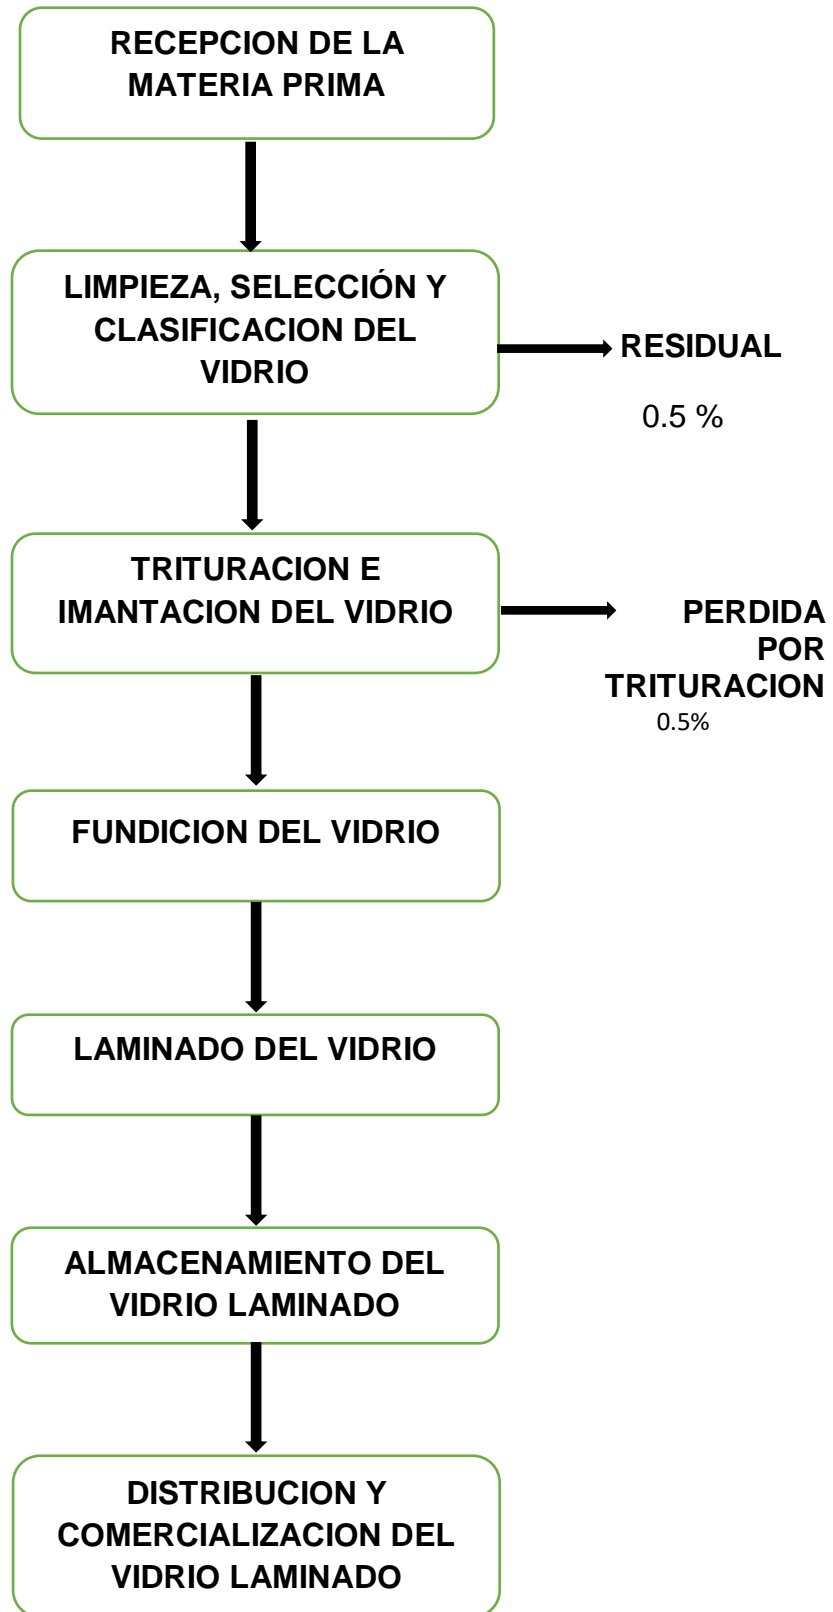 RECEPCION DE LA
MATERIA PRIMA
LIMPIEZA, SELECCIÓN Y
CLASIFICACION DEL
VIDRIO
RESIDUAL
0.5 %
TRITURACION E
IMANTACION DEL VIDRIO
PERDIDA
POR
TRITURACION
0.5%
FUNDICION DEL VIDRIO
LAMINADO DEL VIDRIO
ALMACENAMIENTO DEL
VIDRIO LAMINADO
DISTRIBUCION Y
COMERCIALIZACION DEL
VIDRIO LAMINADO